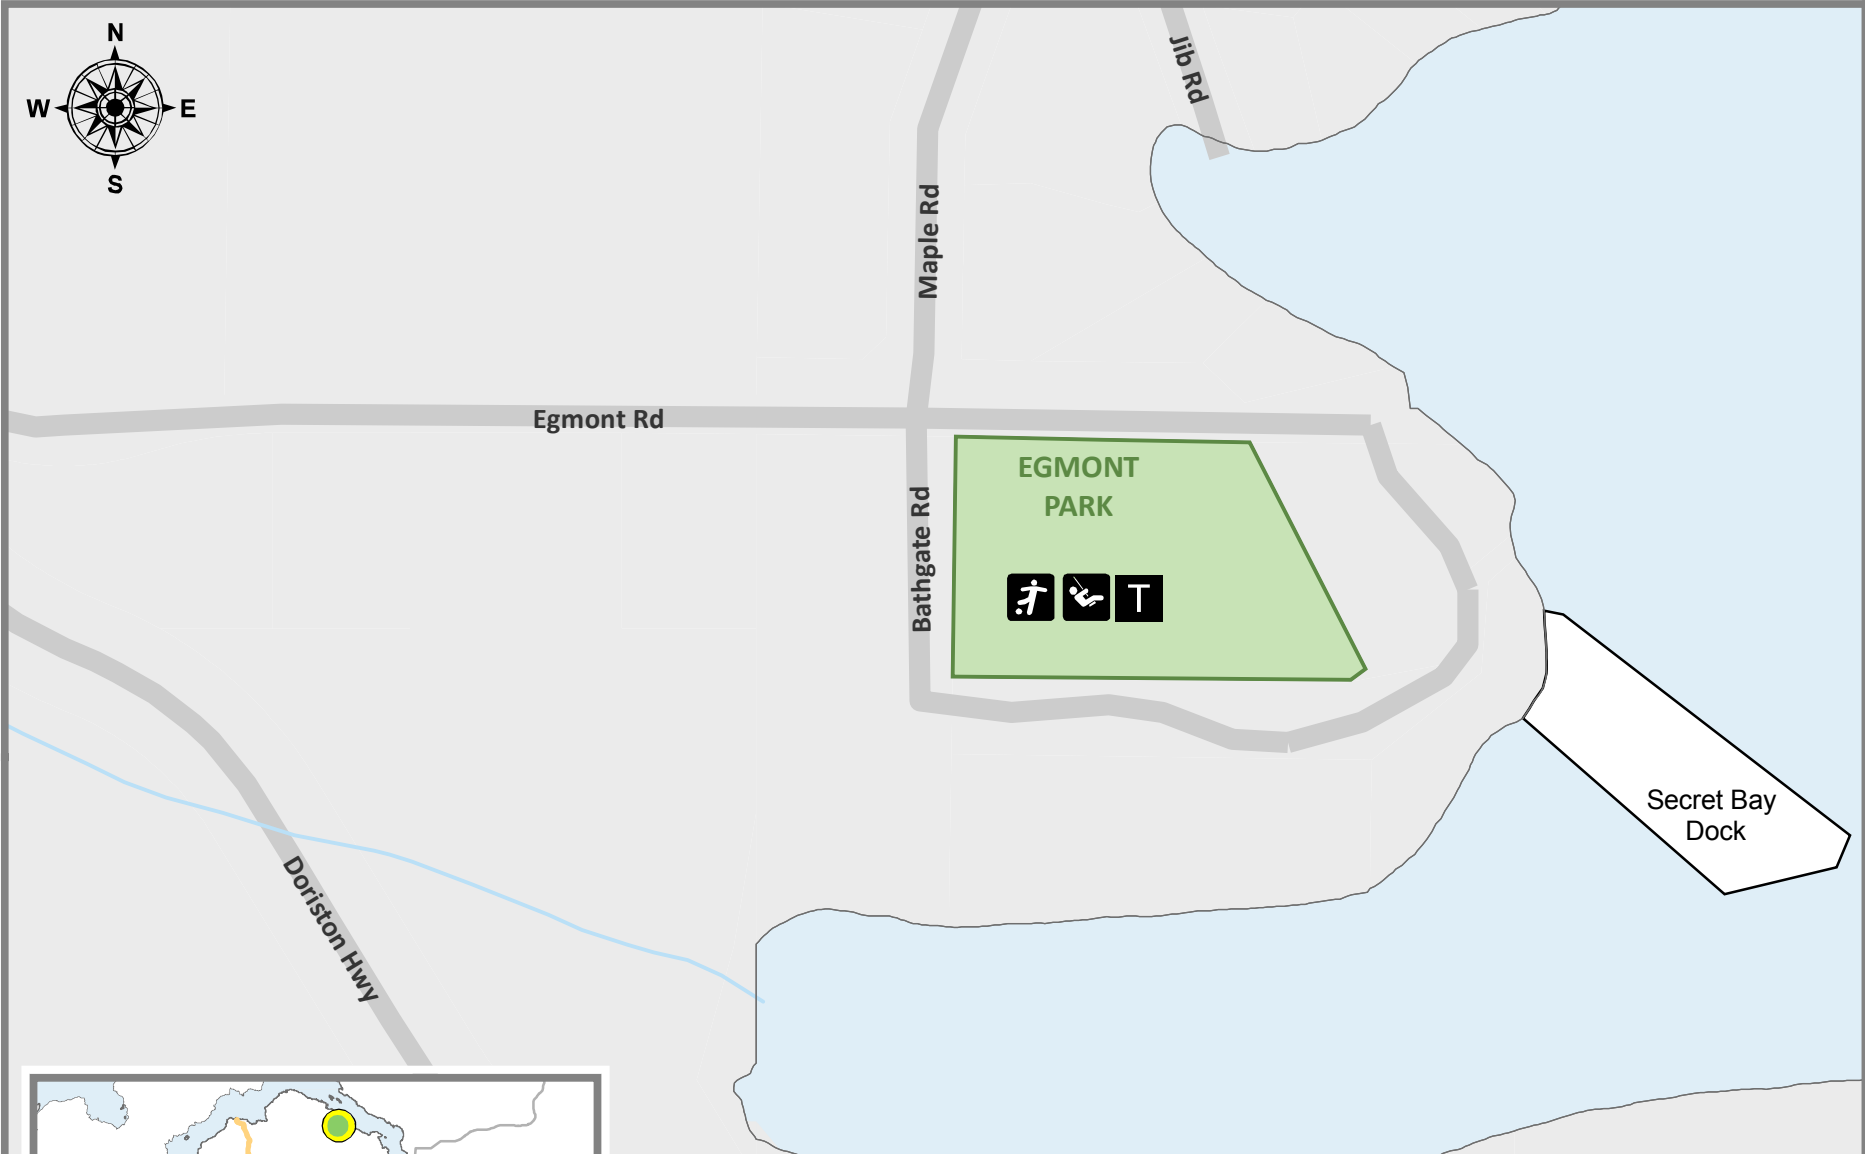 N
W
E
S
Jib Rd
Maple Rd
Egmont Rd
EGMONT
PARK
Bathgate Rd
T
Secret Bay
Dock
Doriston Hwy